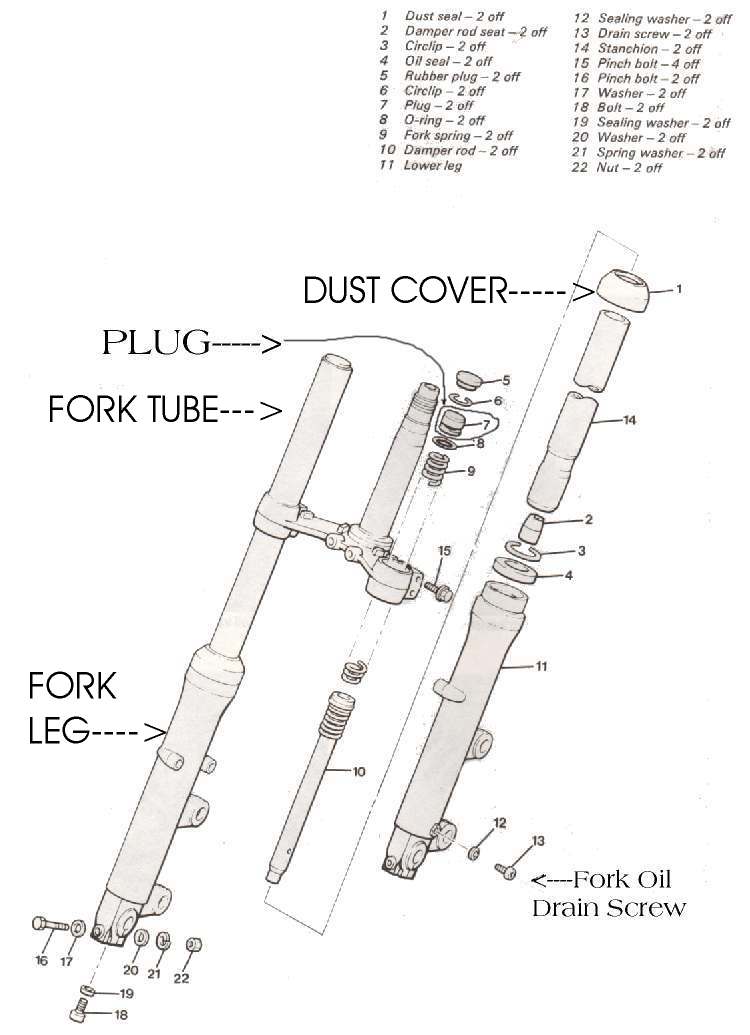 1 Dust seal – 2 off
2 Damper rod seat – 2 off
3 Circlip – 2 off
4 Oil seal – 2 off
5 Rubber plug – 2 off
6 Circlip – 2 off
7 Plug – 2 off
8 O-ring – 2 off
9 Fork spring – 2 off
10 Damper rod – 2 off
11 Lower leg
12 Sealing washer – 2 off
13 Drain screw – 2 off
14 Stanchion – 2 off
15 Pinch bolt – 4 off
16 Pinch bolt – 2 off
17 Washer – 2 off
18 Bolt – 2 off
19 Sealing washer – 2 off
20 Washer – 2 off
21 Spring washer – 2 off
22 Nut – 2 off
DUST COVER----->
1
PLUG----->
5
6
FORK TUBE--->
7
8
14
9
2
3
15
4
11
FORK
LEG---->
10
12
13
<----Fork Oil
Drain Screw
16
17
20
21
22
19
18